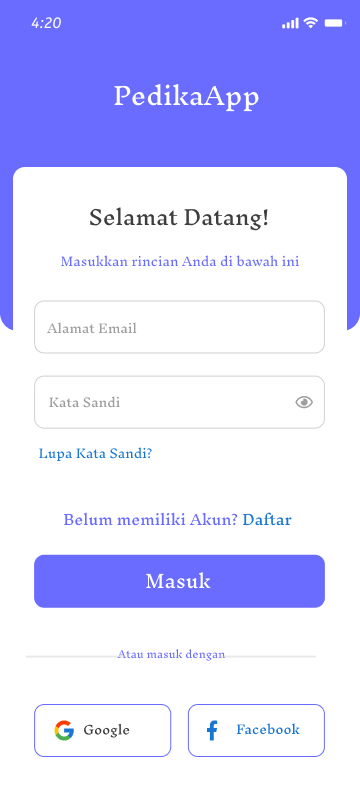 4:20
PedikaApp
Selamat Datang!
Masukkan rincian Anda di bawah ini
Alamat Email
Kata Sandi
Lupa Kata Sandi?
Belum memiliki Akun? Daftar
Masuk
Atau masuk dengan
Google
Facebook